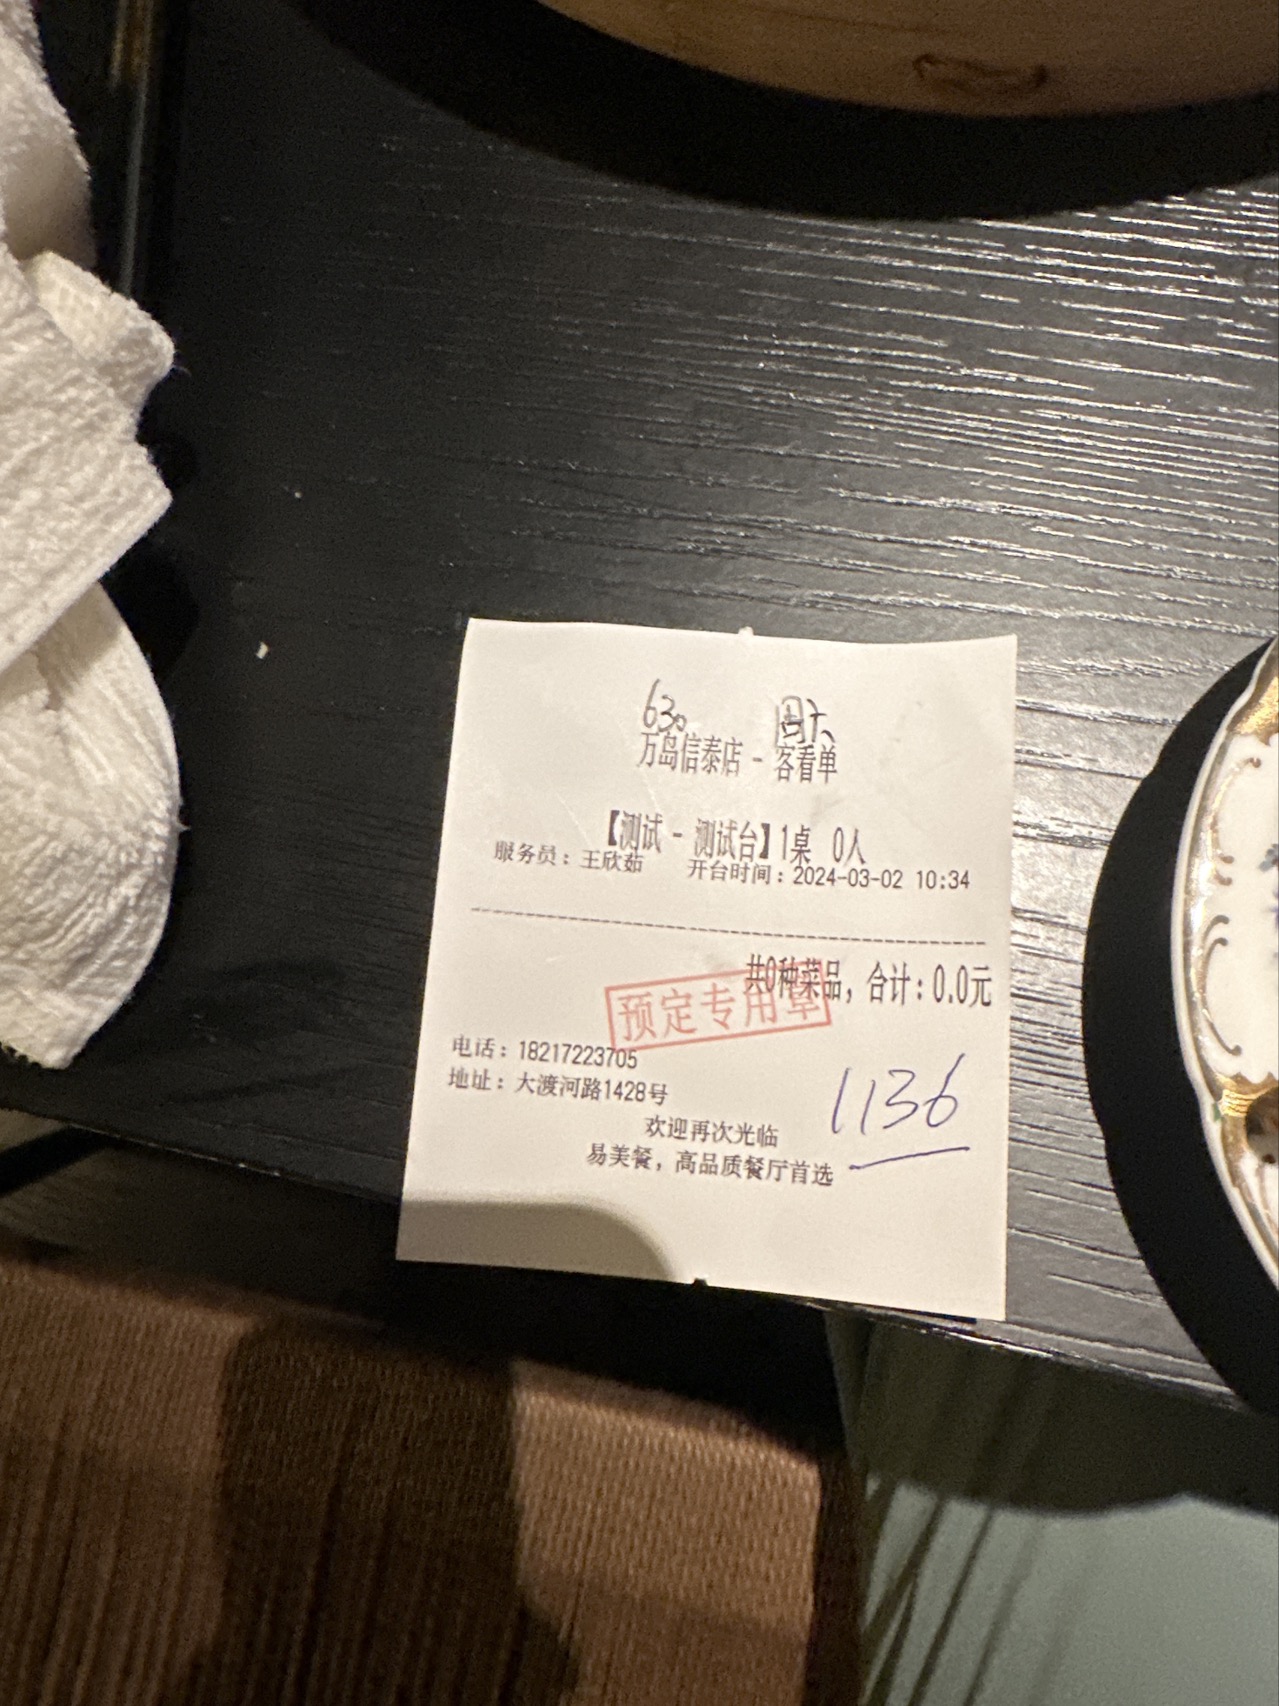 630 周六
万岛信泰店 - 客看单
【测试 - 测试台】1桌 0人
服务员：王欣茹 开台时间：2024-03-02 10:34
共0种菜品，合计：0.0元
预定专用章
电话：18217223705
地址：大渡河路1428号
1136
欢迎再次光临
易美餐，高品质餐厅首选